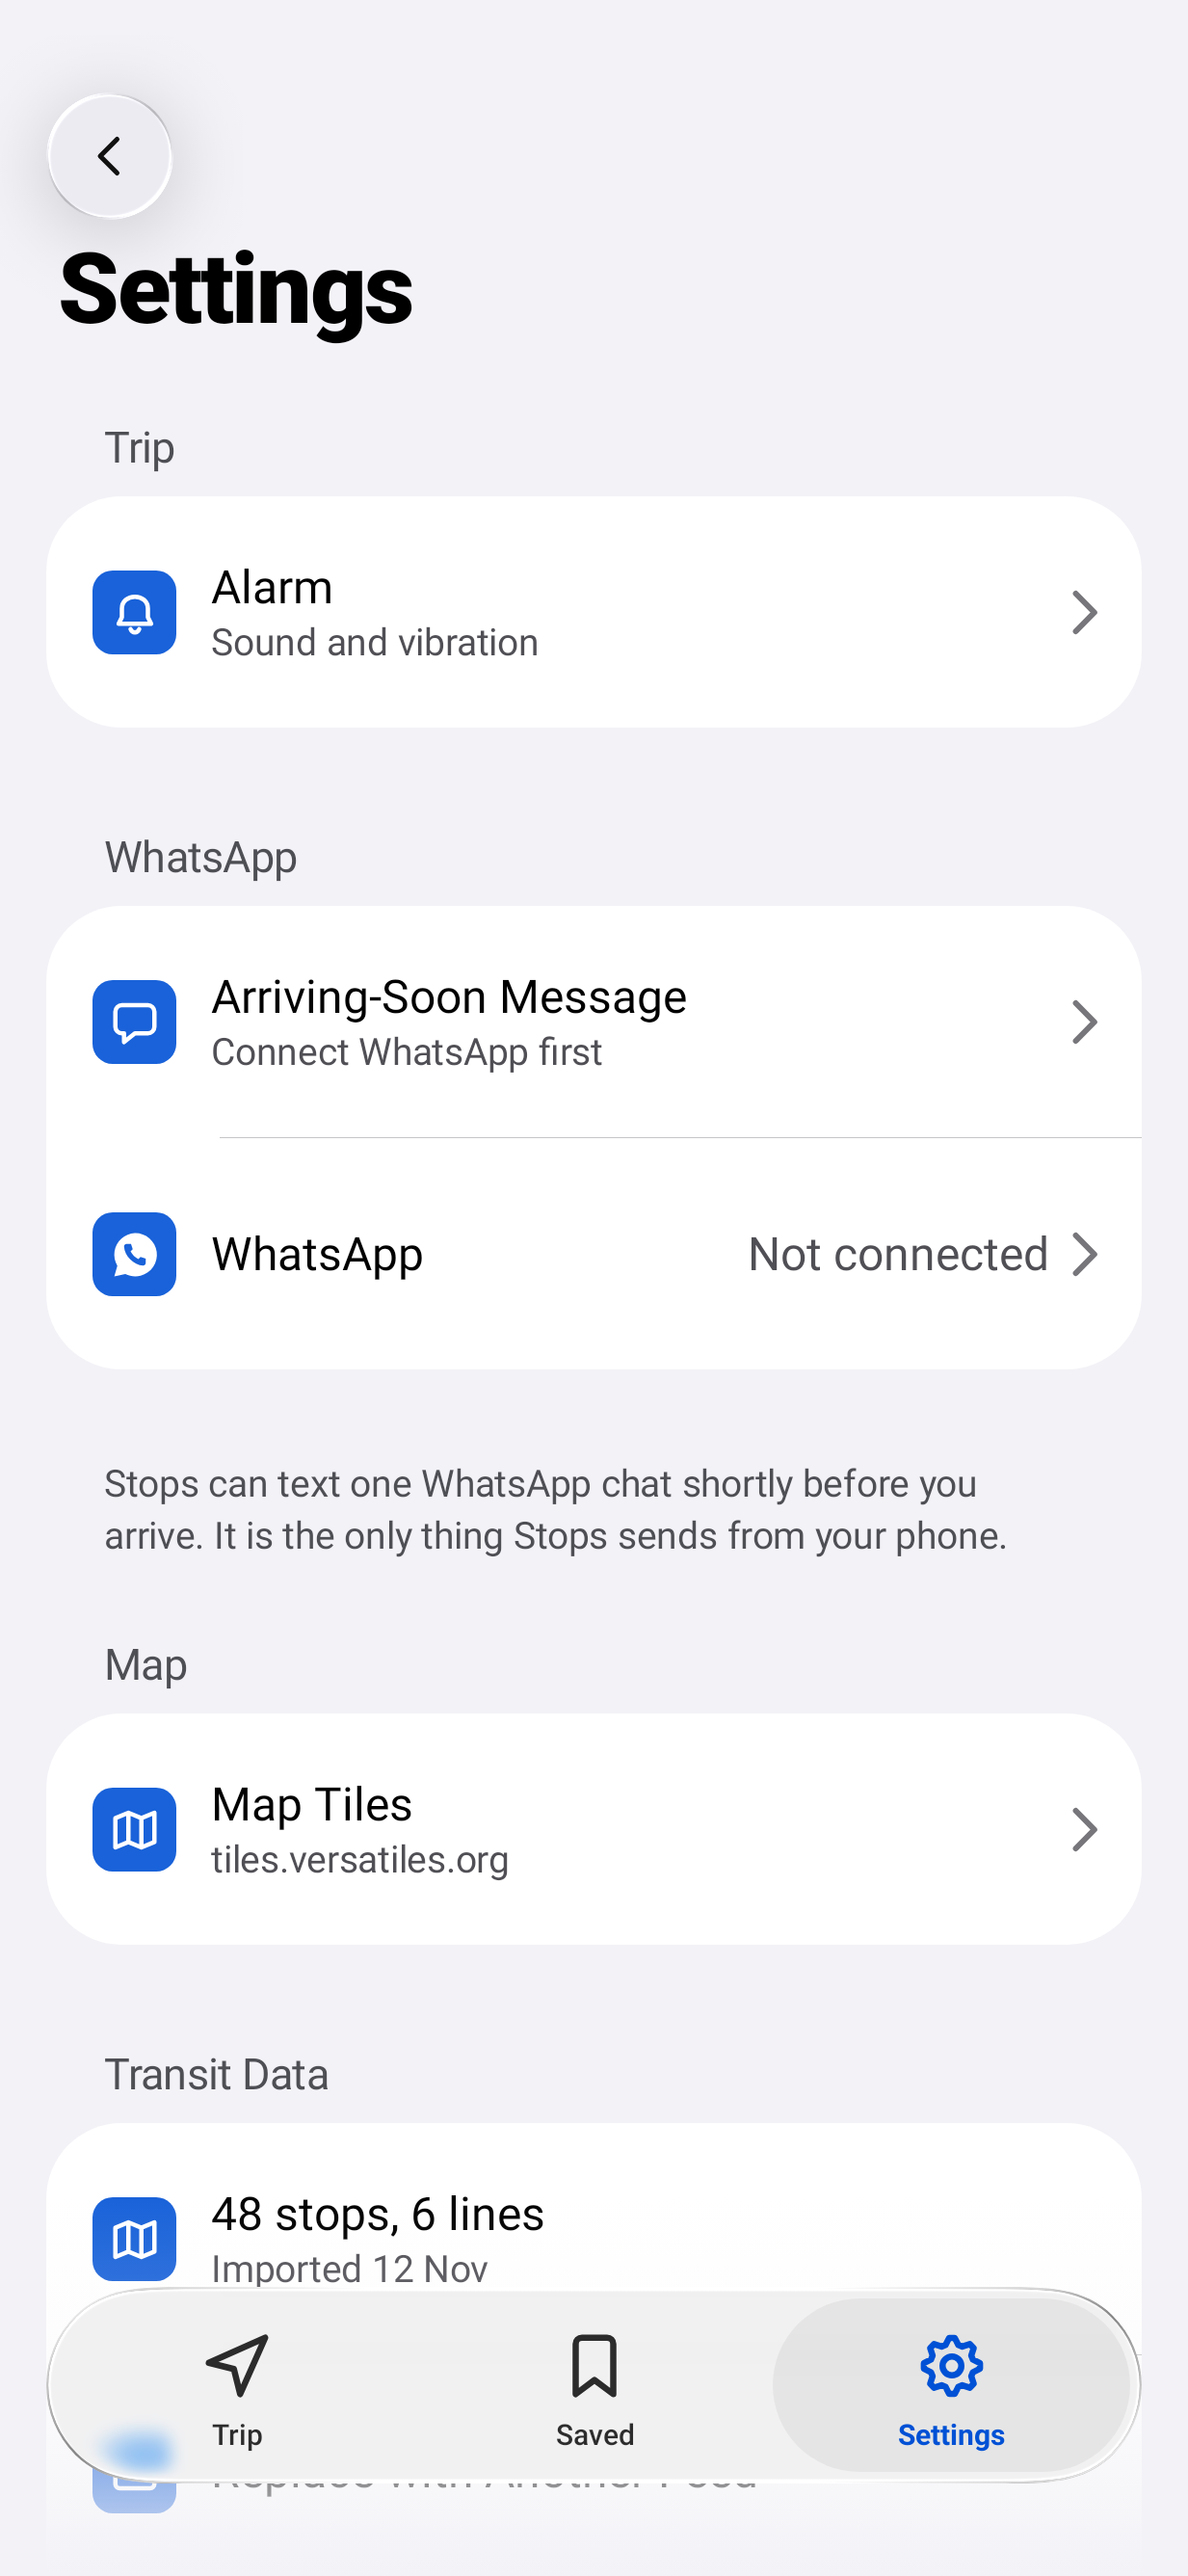 Settings
Trip
Alarm
Sound and vibration
WhatsApp
Arriving-Soon Message
Connect WhatsApp first
WhatsApp
Not connected
Stops can text one WhatsApp chat shortly before you
arrive. It is the only thing Stops sends from your phone.
Map
Map Tiles
tiles.versatiles.org
Transit Data
48 stops, 6 lines
Imported 12 Nov
Trip
Saved
Settings